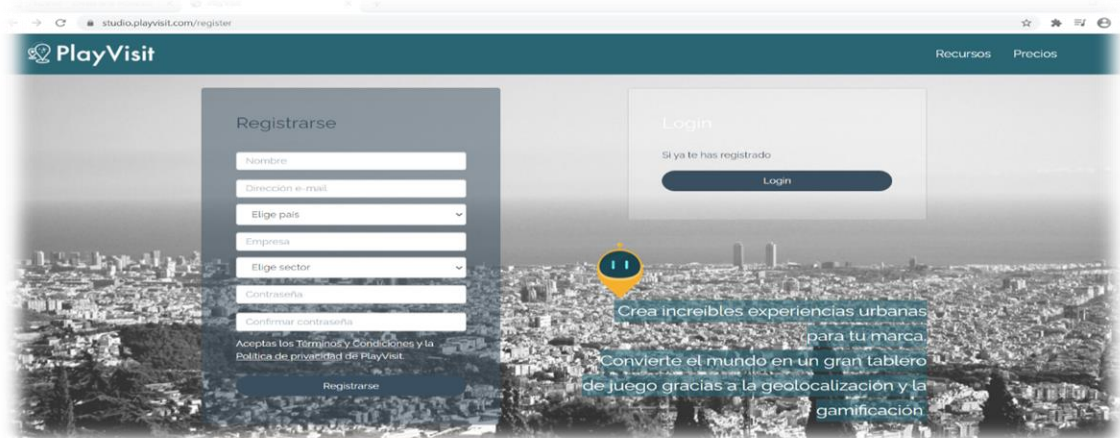 studio.playvisit.com/register
PlayVisit
Recursos
Precios
Registrarse
Nombre
Dirección e-mail
Elige país
Empresa
Elige sector
Contraseña
Confirmar contraseña
Aceptas los Términos y Condiciones y la
Política de privacidad de PlayVisit.
Registrarse
Login
Si ya te has registrado
Login
Crea increíbles experiencias urbanas
para tu marca.
Convierte el mundo en un gran tablero
de juego gracias a la geolocalización y la
gamificación.